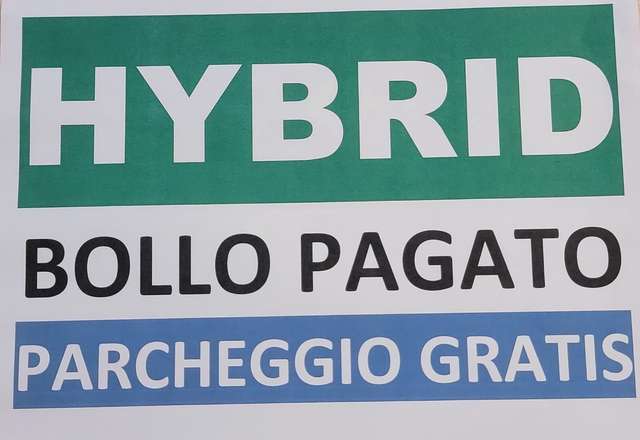 HYBRID
BOLLO PAGATO
PARCHEGGIO GRATIS